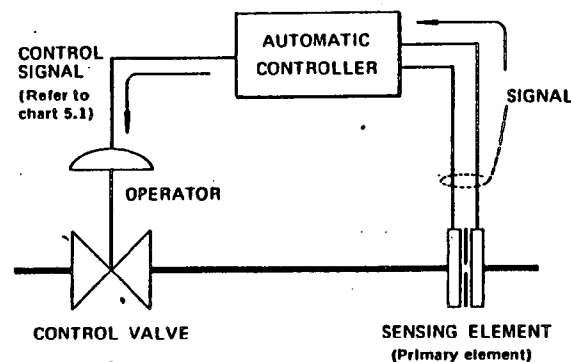 AUTOMATIC
CONTROLLER
CONTROL
SIGNAL
(Refer to
chart 5.1)
SIGNAL
OPERATOR
CONTROL VALVE
SENSING ELEMENT
(Primary element)